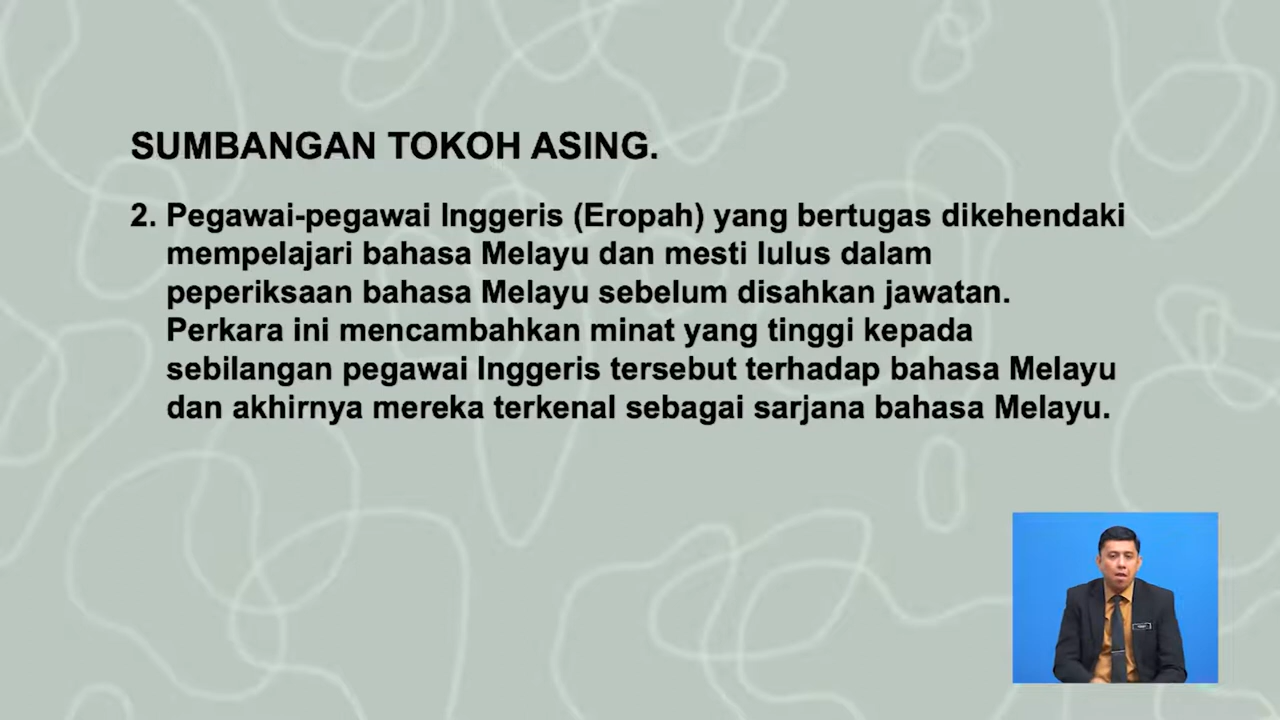 SUMBANGAN TOKOH ASING.
2. Pegawai-pegawai Inggeris (Eropah) yang bertugas dikehendaki
mempelajari bahasa Melayu dan mesti lulus dalam
peperiksaan bahasa Melayu sebelum disahkan jawatan.
Perkara ini mencambahkan minat yang tinggi kepada
sebilangan pegawai Inggeris tersebut terhadap bahasa Melayu
dan akhirnya mereka terkenal sebagai sarjana bahasa Melayu.